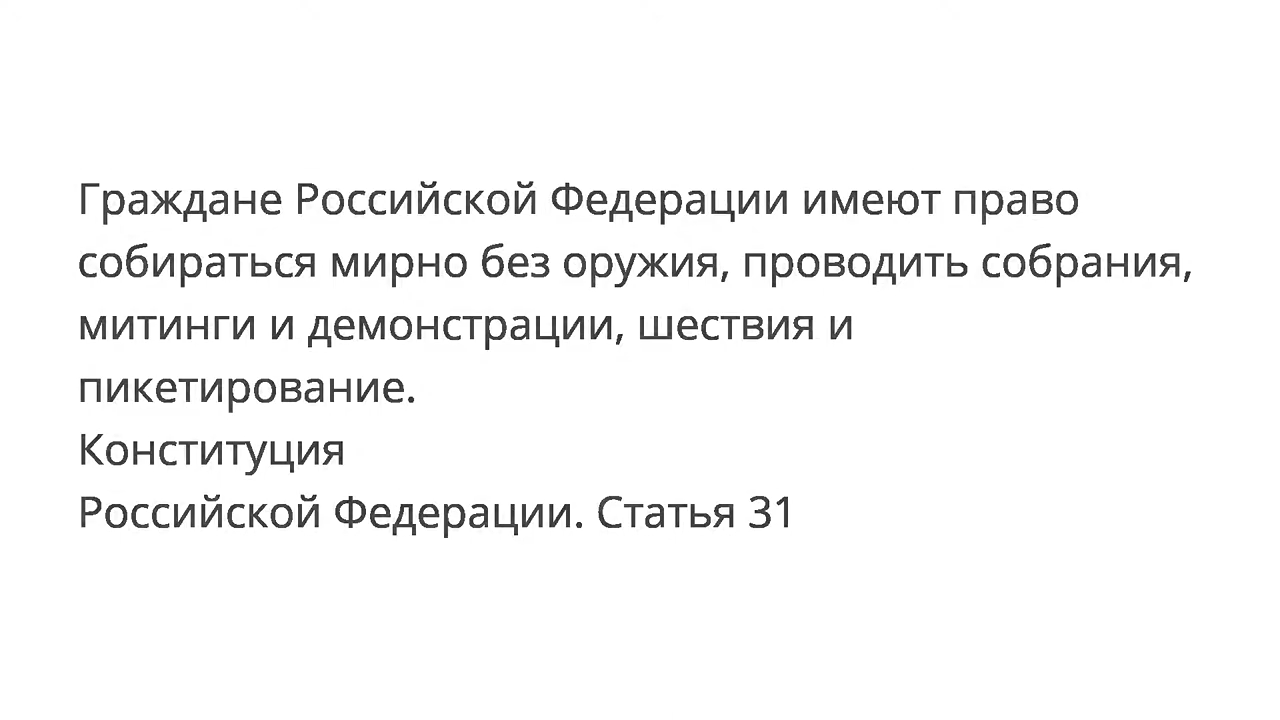 Граждане Российской Федерации имеют право
собираться мирно без оружия, проводить собрания,
митинги и демонстрации, шествия и
пикетирование.
Конституция
Российской Федерации. Статья 31